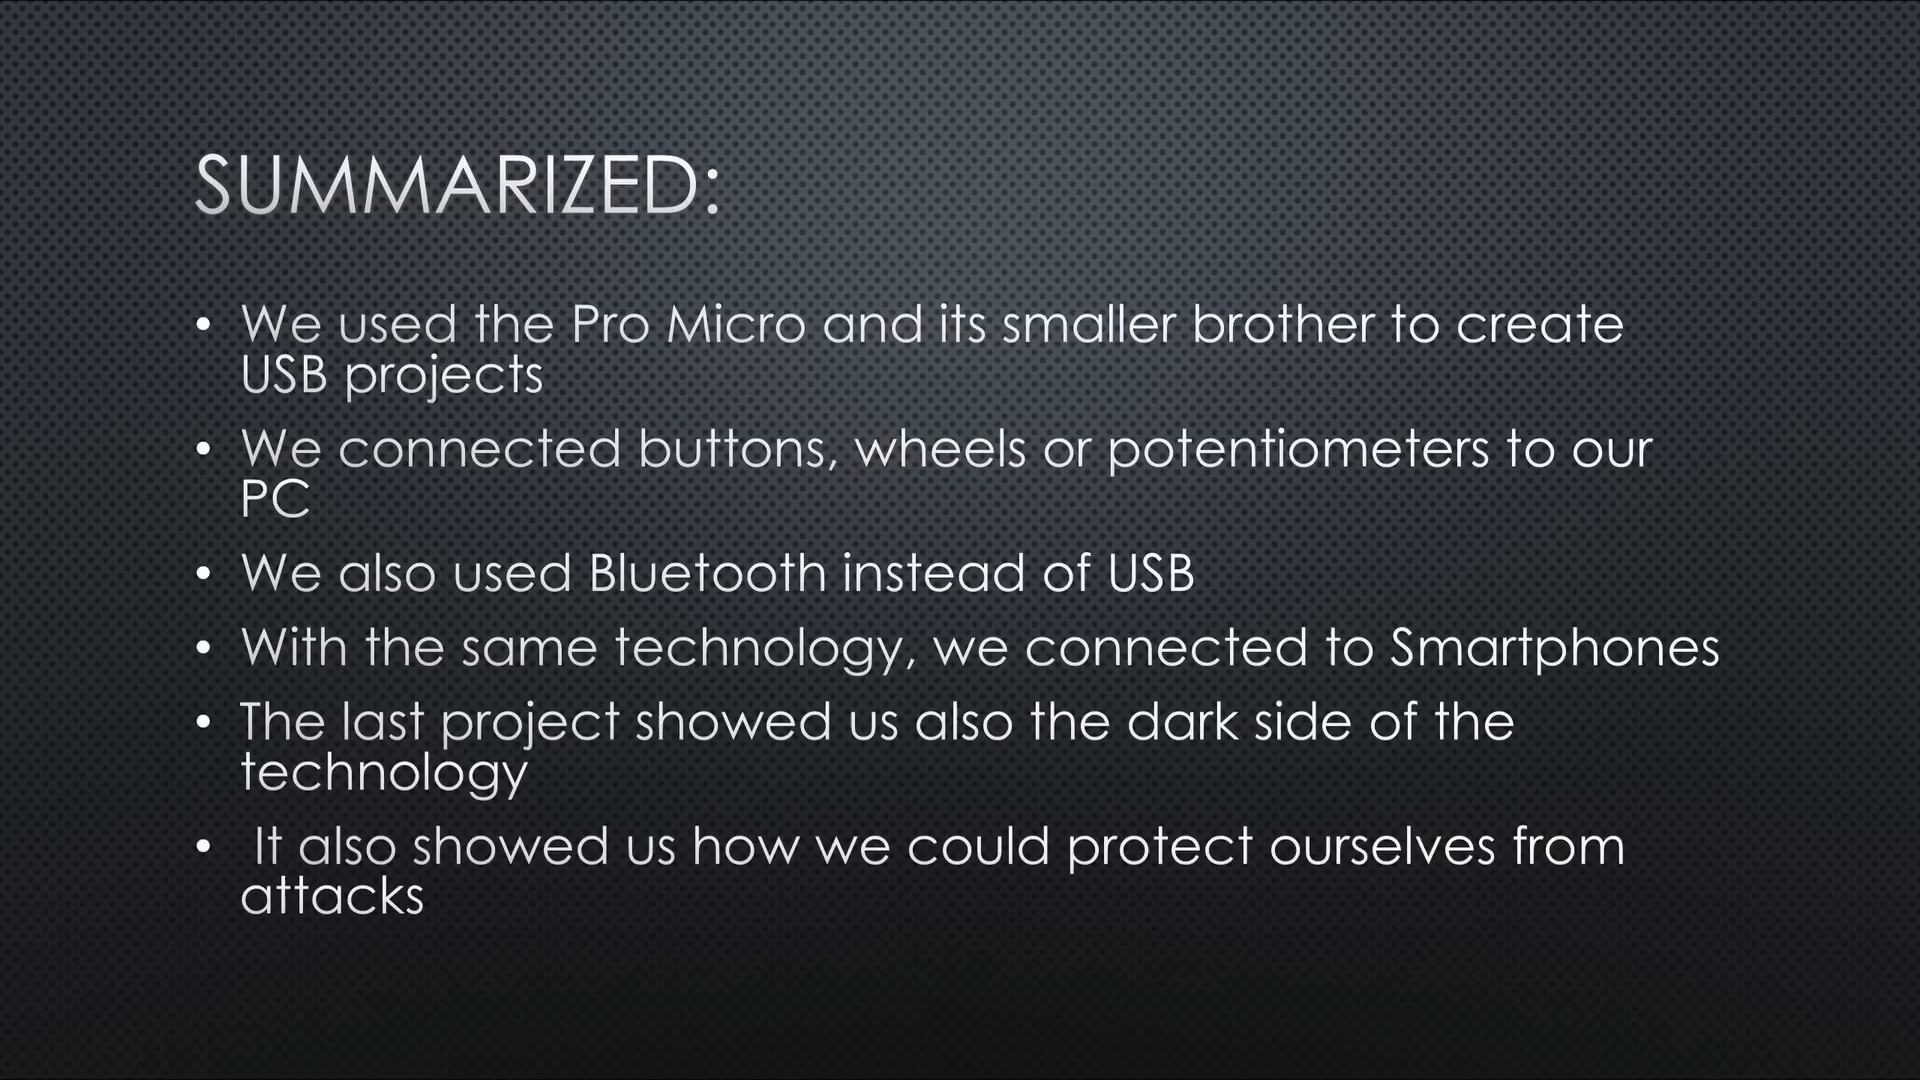 SUMMARIZED:
• We used the Pro Micro and its smaller brother to create
USB projects
• We connected buttons, wheels or potentiometers to our
PC
• We also used Bluetooth instead of USB
• With the same technology, we connected to Smartphones
• The last project showed us also the dark side of the
technology
• It also showed us how we could protect ourselves from
attacks